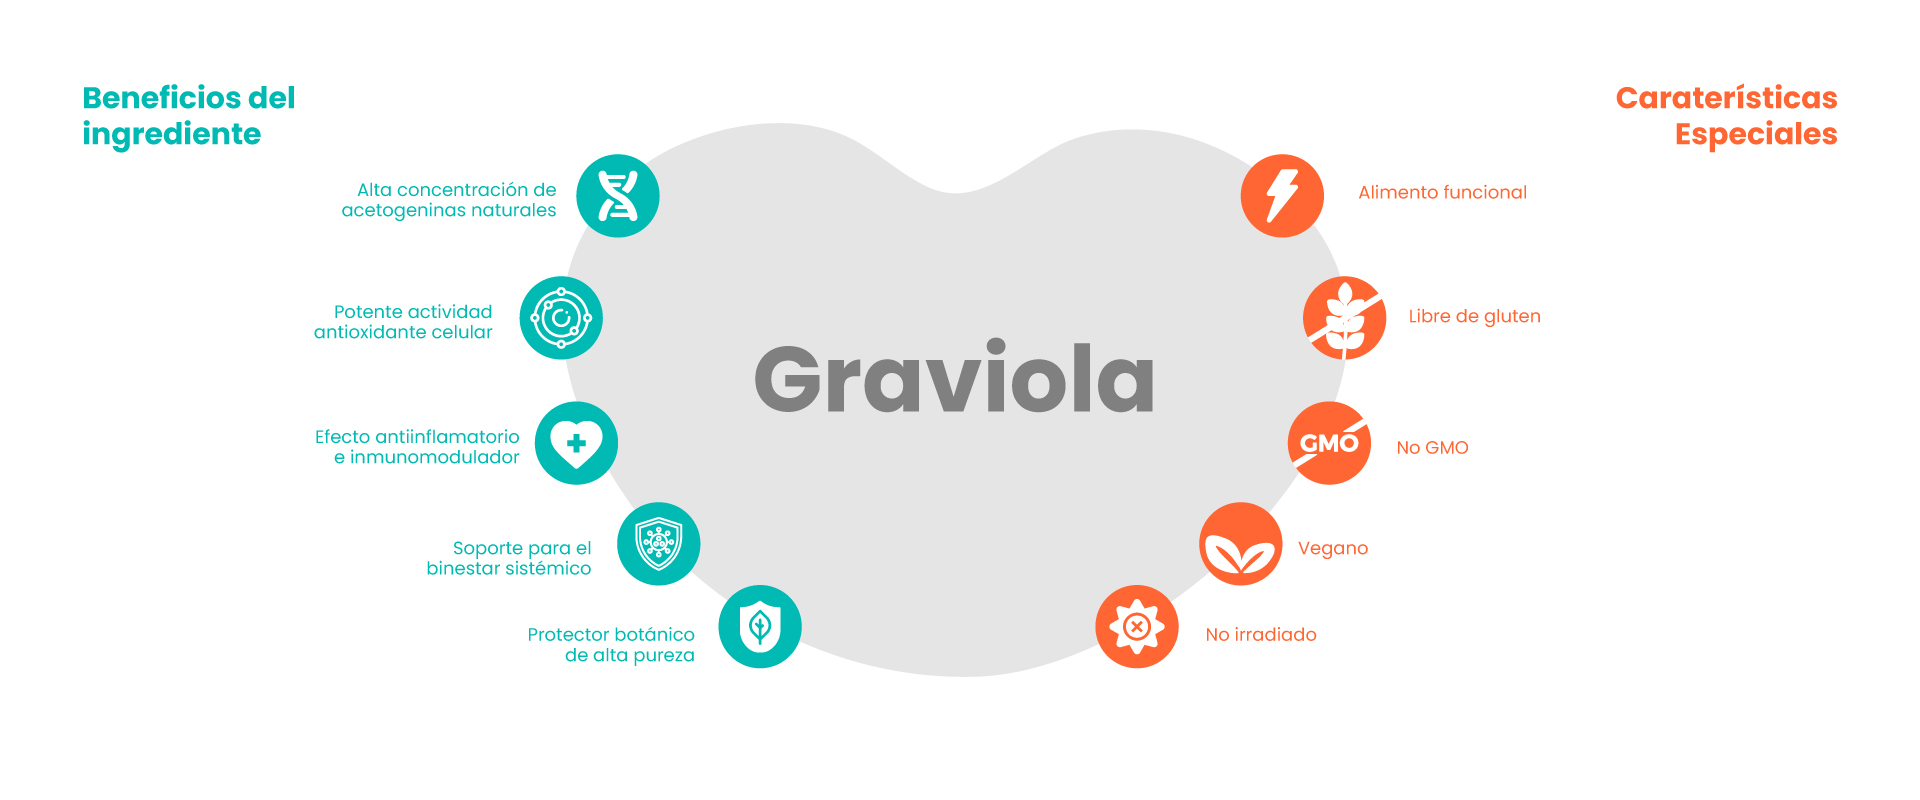 Beneficios del
ingrediente
Alta concentración de
acetogeninas naturales
Potente actividad
antioxidante celular
Efecto antiinflamatorio
e inmunomodulador
Soporte para el
binestar sistémico
Protector botánico
de alta pureza
Graviola
Caraterísticas
Especiales
Alimento funcional
Libre de gluten
GMO
No GMO
Vegano
No irradiado